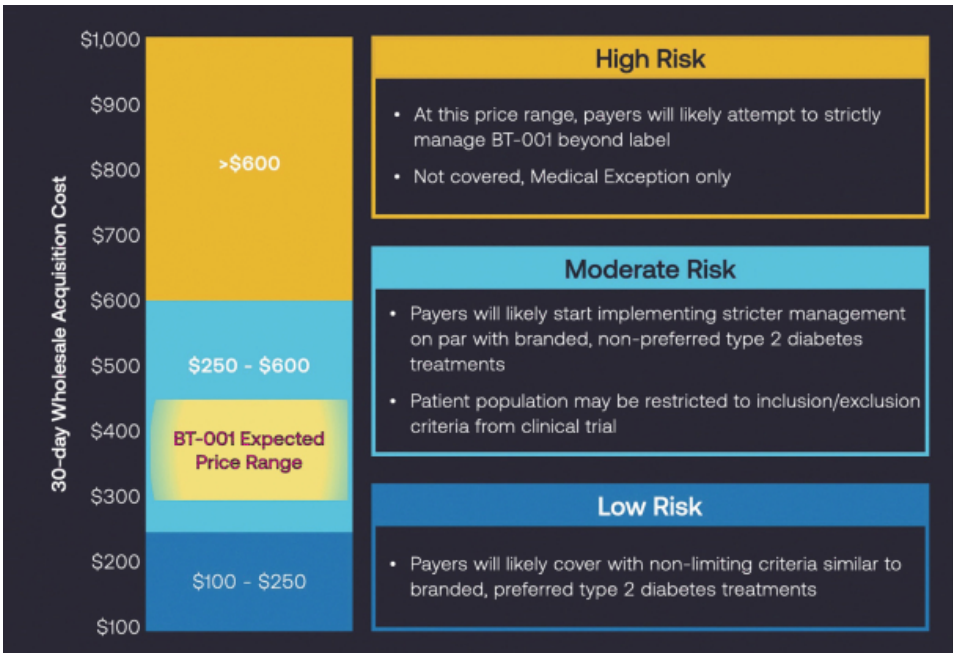 30-day Wholesale Acquisition Cost
$1,000
$900
$800
$700
$600
$500
$400
$300
$200
$100
>$600
$250 - $600
BT-001 Expected
Price Range
$100 - $250
High Risk
• At this price range, payers will likely attempt to strictly
manage BT-001 beyond label
• Not covered, Medical Exception only
Moderate Risk
• Payers will likely start implementing stricter management
on par with branded, non-preferred type 2 diabetes
treatments
• Patient population may be restricted to inclusion/exclusion
criteria from clinical trial
Low Risk
• Payers will likely cover with non-limiting criteria similar to
branded, preferred type 2 diabetes treatments